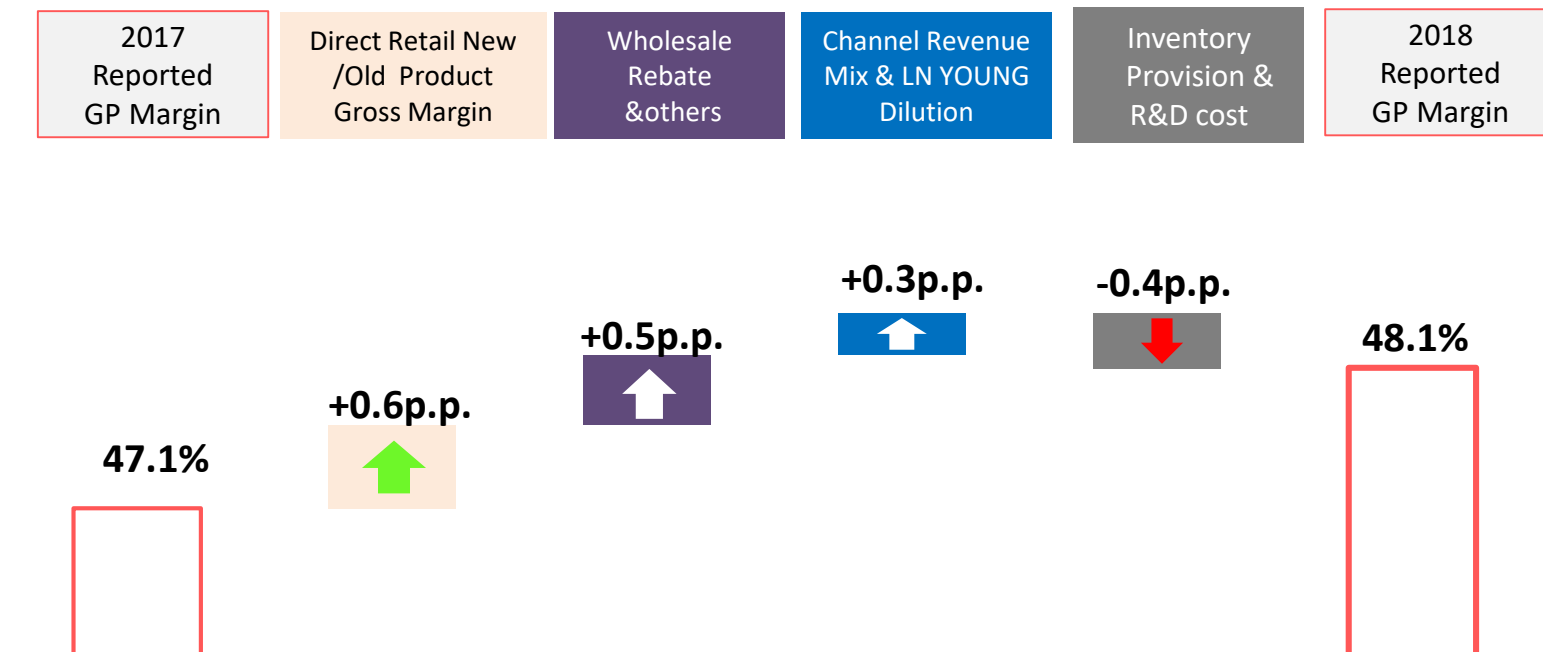 2017
Reported
GP Margin
Direct Retail New
/Old  Product
Gross Margin
Wholesale
Rebate
&others
Channel Revenue
Mix & LN YOUNG
Dilution
Inventory
Provision &
R&D cost
2018
Reported
GP Margin
47.1%
+0.6p.p.
+0.5p.p.
+0.3p.p.
-0.4p.p.
48.1%